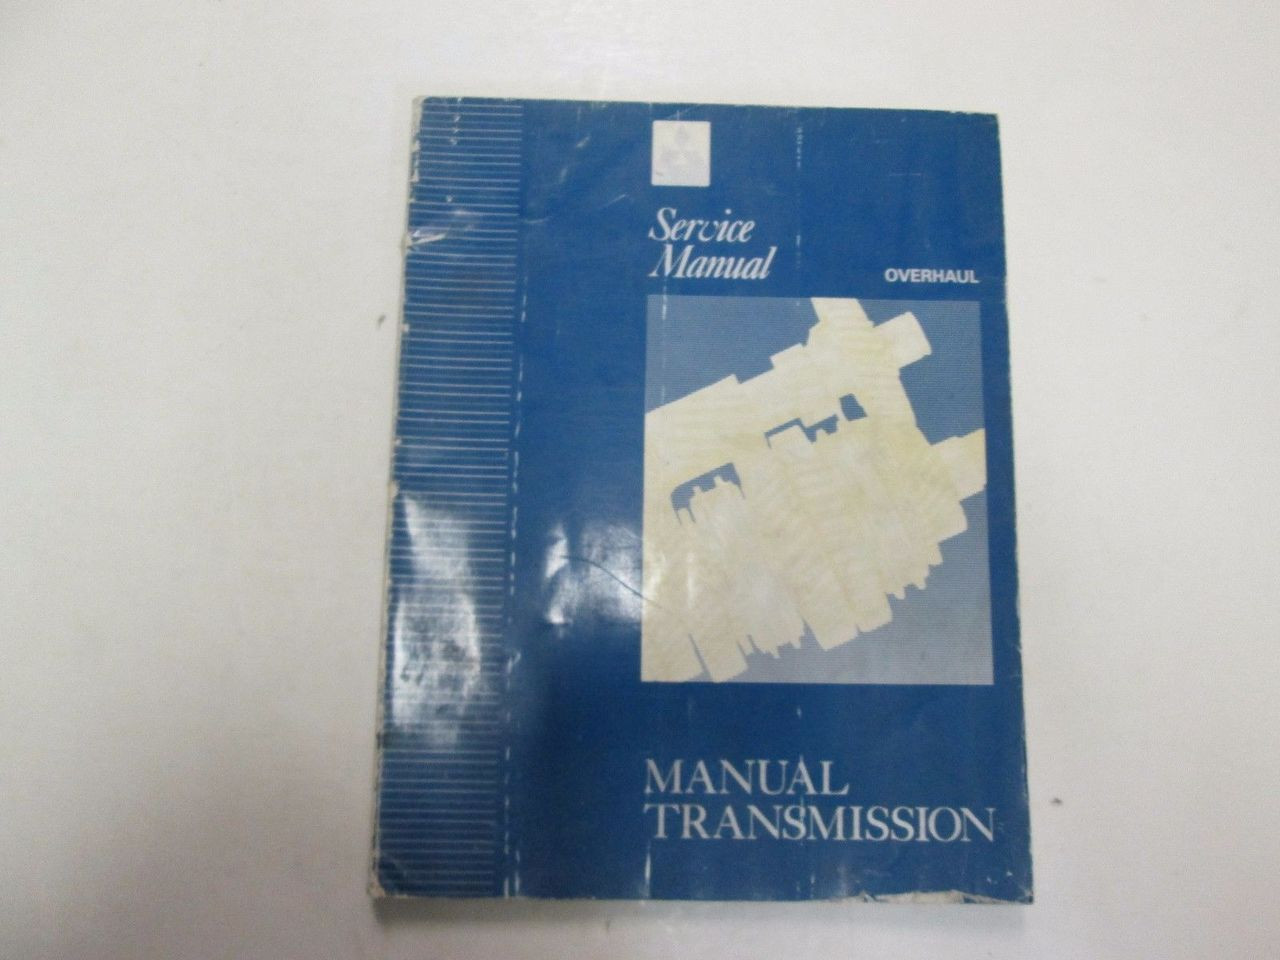 Service
Manual
OVERHAUL
MANUAL
TRANSMISSION